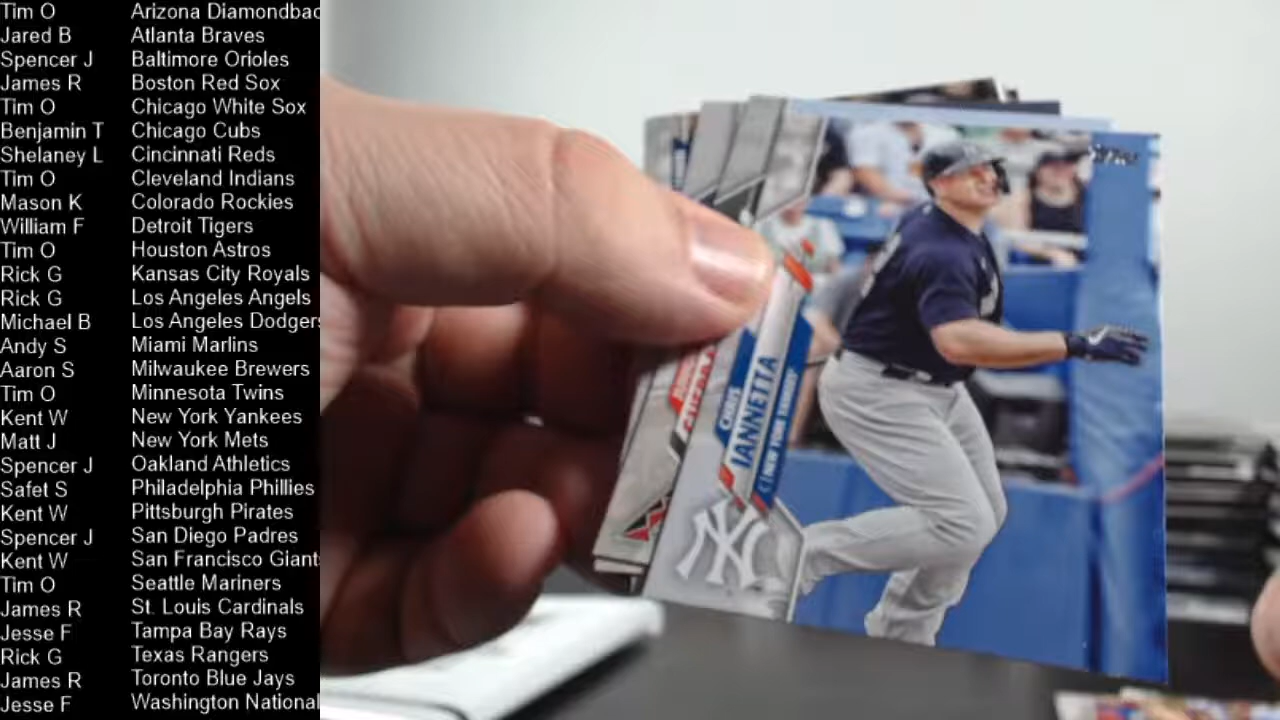 Tim O Arizona Diamondbac
Jared B Atlanta Braves
Spencer J Baltimore Orioles
James R Boston Red Sox
Tim O Chicago White Sox
Benjamin T Chicago Cubs
Shelaney L Cincinnati Reds
Tim O Cleveland Indians
Mason K Colorado Rockies
William F Detroit Tigers
Tim O Houston Astros
Rick G Kansas City Royals
Rick G Los Angeles Angels
Michael B Los Angeles Dodgers
Andy S Miami Marlins
Aaron S Milwaukee Brewers
Tim O Minnesota Twins
Kent W New York Yankees
Matt J New York Mets
Spencer J Oakland Athletics
Safet S Philadelphia Phillies
Kent W Pittsburgh Pirates
Spencer J San Diego Padres
Kent W San Francisco Giant
Tim O Seattle Mariners
James R St. Louis Cardinals
Jesse F Tampa Bay Rays
Rick G Texas Rangers
James R Toronto Blue Jays
Jesse F Washington National
CHRIS
IANNETTA
NEW YORK YANKEES
NY